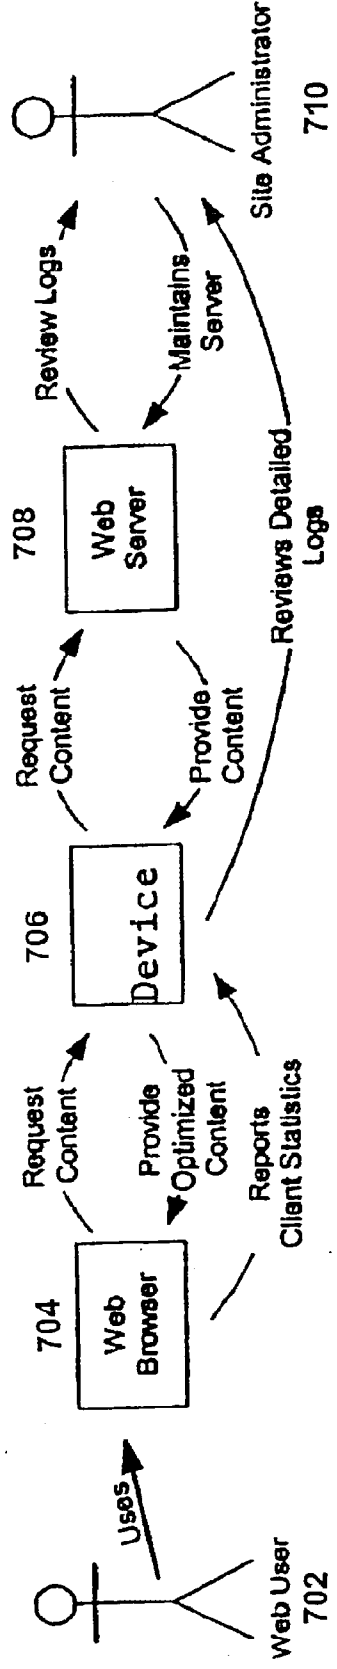 Uses
Web User
702
704
Web
Browser
Request
Content
Provide
Optimized
Content
Reports
Client Statistics
706
Device
Request
Content
Provide
Content
708
Web
Server
Review Logs
Maintains
Server
Reviews Detailed
Logs
Site Administrator
710